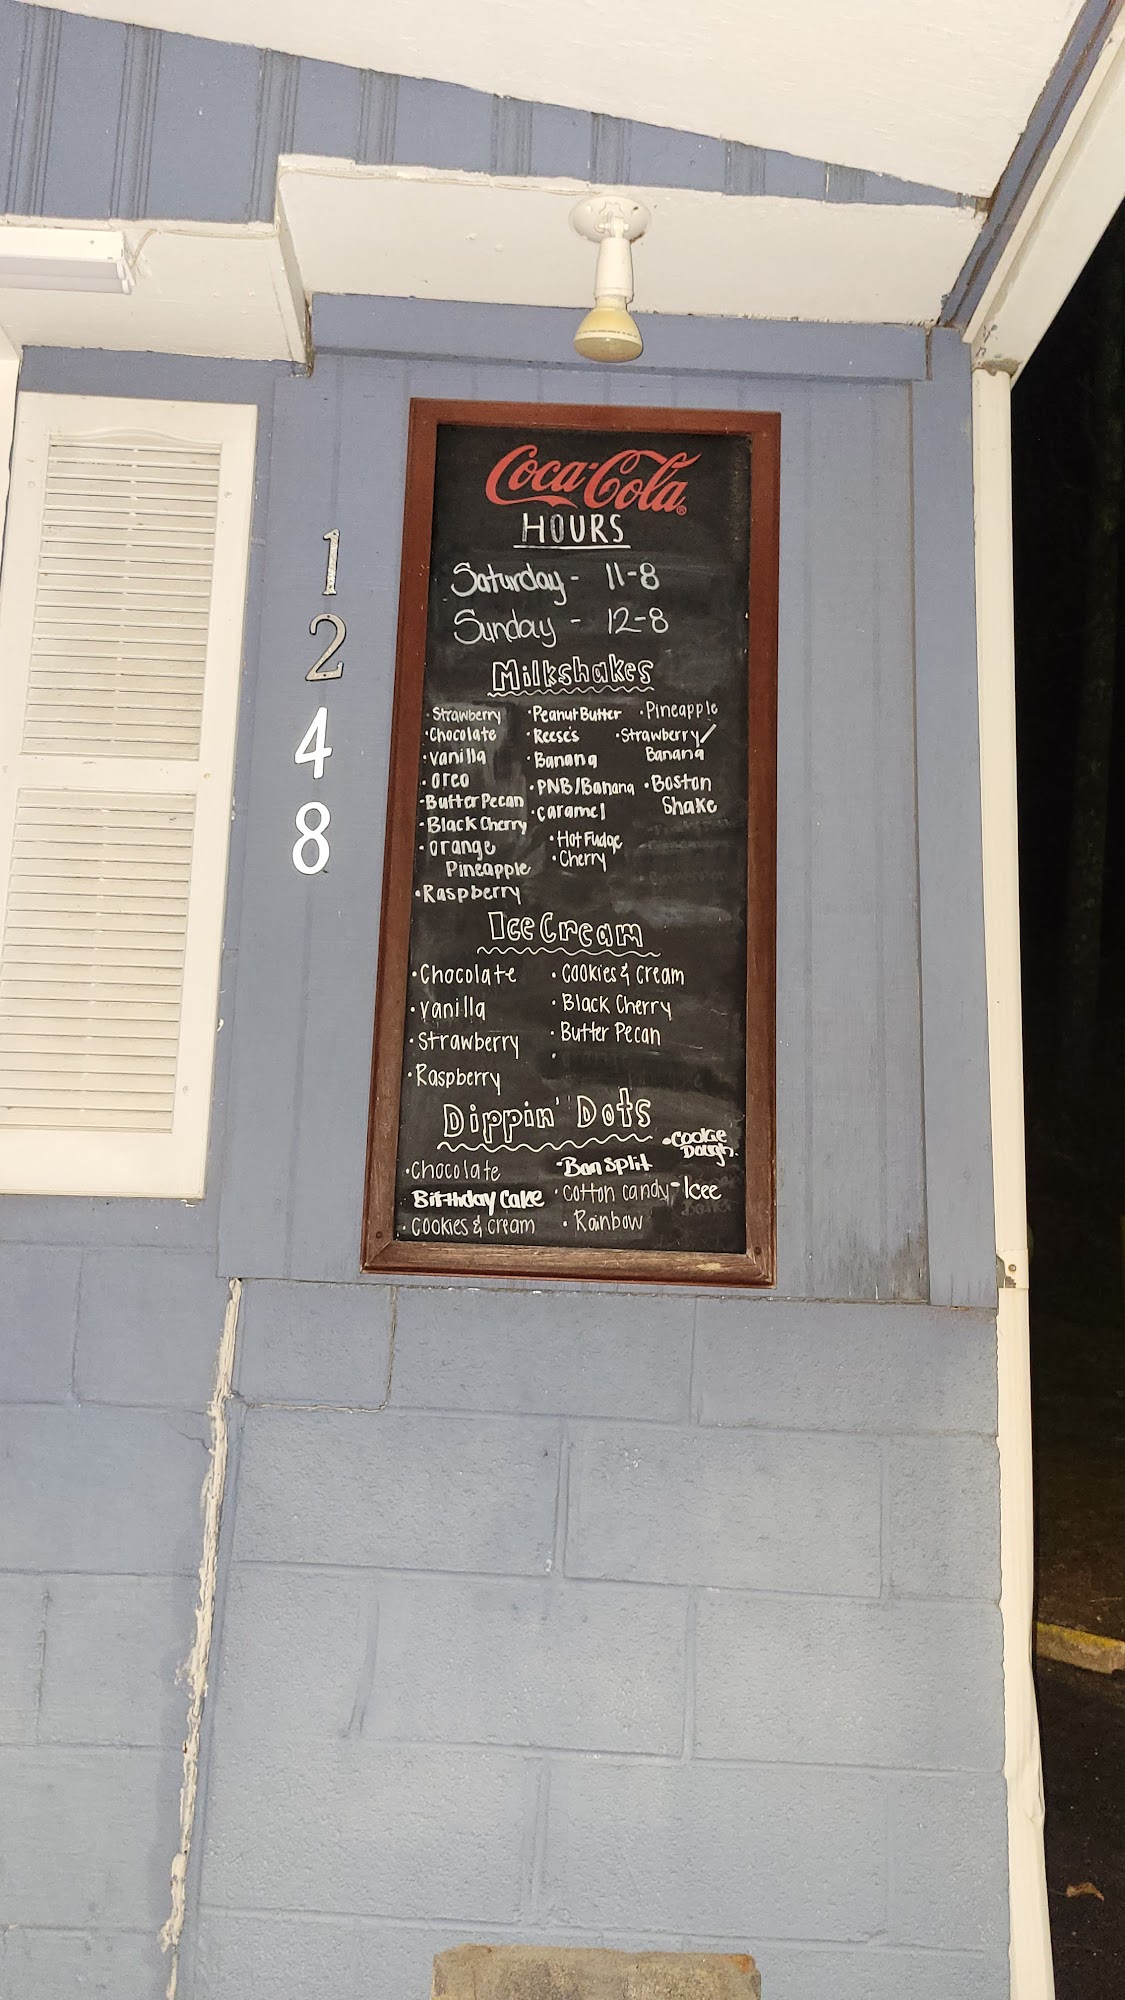 1
2
4
8
Coca-Cola
HOURS
Saturday - 11-8
Sunday - 12-8
Milkshakes
• Strawberry
• Chocolate
• Vanilla
• Oreo
• Butter Pecan
• Black Cherry
• Orange
Pineapple
• Raspberry
• Peanut Butter
• Reese's
• Banana
• PNB/Banana
• Caramel
• Hot Fudge
• Cherry
• Pineapple
• Strawberry/
Banana
• Boston
Shake
Ice Cream
• Chocolate
• Vanilla
• Strawberry
• Raspberry
• Cookies & Cream
• Black Cherry
• Butter Pecan
•
Dippin' Dots
• Chocolate
Birthday Cake
• Cookies & Cream
- Ban Split
• Cotton Candy
• Rainbow
• Cookie
Dough
- Icee